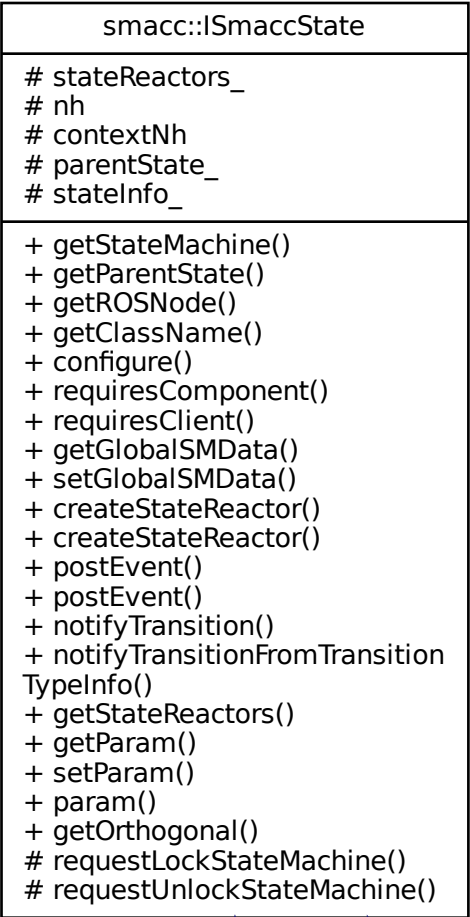 smacc::ISmaccState
# stateReactors_
# nh
# contextNh
# parentState_
# stateInfo_
+ getStateMachine()
+ getParentState()
+ getROSNode()
+ getClassName()
+ configure()
+ requiresComponent()
+ requiresClient()
+ getGlobalSMData()
+ setGlobalSMData()
+ createStateReactor()
+ createStateReactor()
+ postEvent()
+ postEvent()
+ notifyTransition()
+ notifyTransitionFromTransition
TypeInfo()
+ getStateReactors()
+ getParam()
+ setParam()
+ param()
+ getOrthogonal()
# requestLockStateMachine()
# requestUnlockStateMachine()